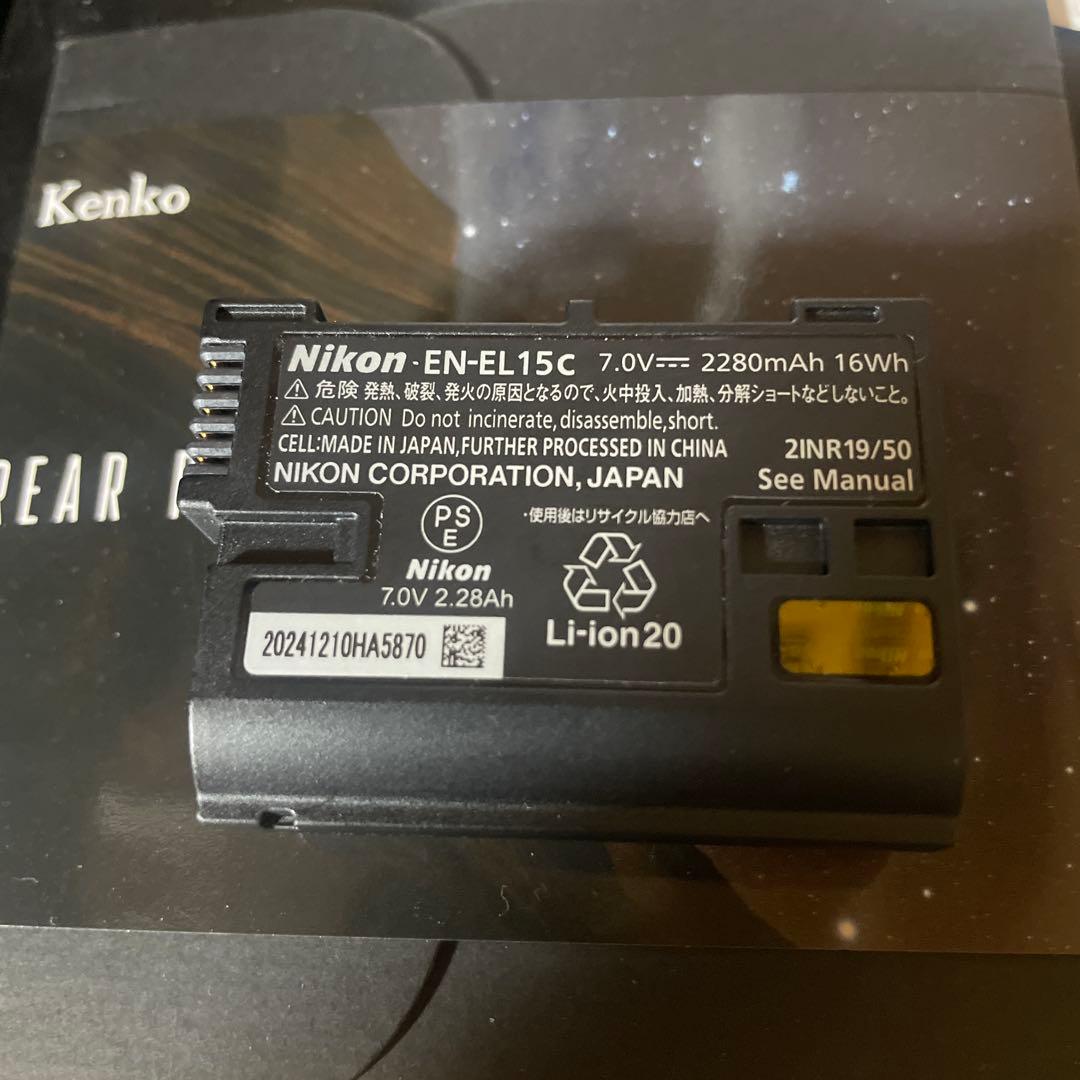 Kenko
REAR
Nikon · EN-EL15c 7.0V⎓ 2280mAh 16Wh
⚠ 危険 発熱、破裂、発火の原因となるので、火中投入、加熱、分解ショートなどしないこと。
⚠ CAUTION Do not incinerate,disassemble,short.
CELL:MADE IN JAPAN,FURTHER PROCESSED IN CHINA 2INR19/50
NIKON CORPORATION,JAPAN See Manual
PS
E
・使用後はリサイクル協力店へ
Nikon
7.0V 2.28Ah
Li-ion20
20241210HA5870